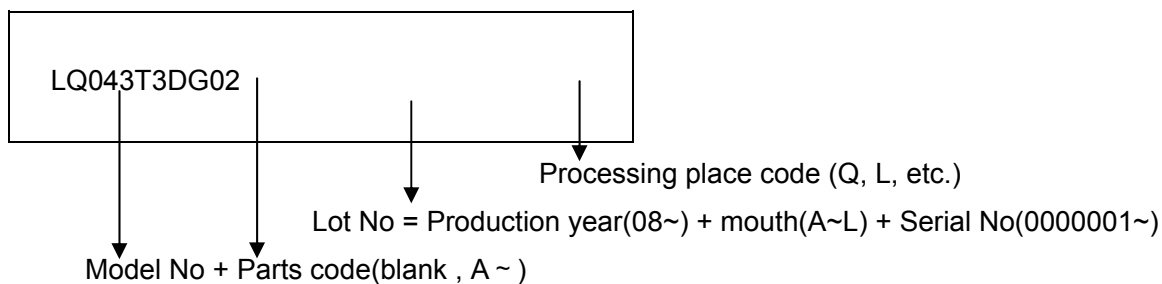 LQ043T3DG02
Processing place code (Q, L, etc.)
Lot No = Production year(08~) + mouth(A~L) + Serial No(0000001~)
Model No + Parts code(blank , A ~ )